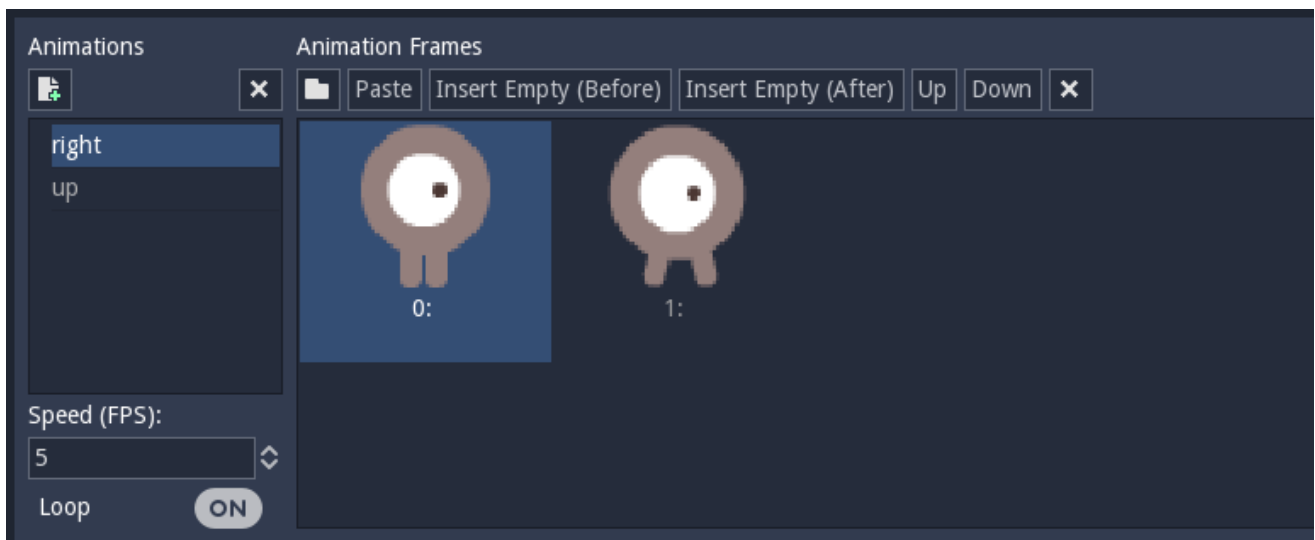 Animations
Animation Frames
Paste Insert Empty (Before) Insert Empty (After) Up Down
right
up
0:
1:
Speed (FPS):
5
Loop ON